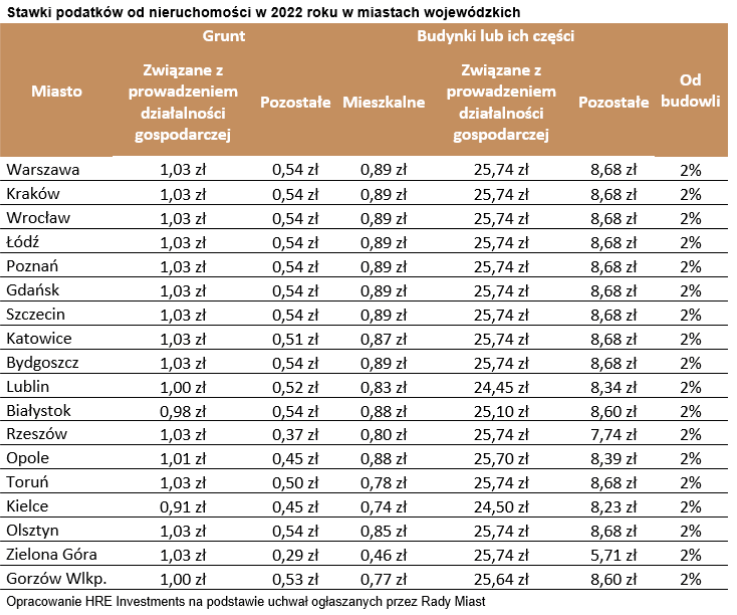 Stawki podatków od nieruchomości w 2022 roku w miastach wojewódzkich
Grunt Budynki lub ich części
Miasto Związane z prowadzeniem działalności gospodarczej Pozostałe Mieszkalne Związane z prowadzeniem działalności gospodarczej Pozostałe Od budowli
Warszawa 1,03 zł 0,54 zł 0,89 zł 25,74 zł 8,68 zł 2%
Kraków 1,03 zł 0,54 zł 0,89 zł 25,74 zł 8,68 zł 2%
Wrocław 1,03 zł 0,54 zł 0,89 zł 25,74 zł 8,68 zł 2%
Łódź 1,03 zł 0,54 zł 0,89 zł 25,74 zł 8,68 zł 2%
Poznań 1,03 zł 0,54 zł 0,89 zł 25,74 zł 8,68 zł 2%
Gdańsk 1,03 zł 0,54 zł 0,89 zł 25,74 zł 8,68 zł 2%
Szczecin 1,03 zł 0,54 zł 0,89 zł 25,74 zł 8,68 zł 2%
Katowice 1,03 zł 0,51 zł 0,87 zł 25,74 zł 8,68 zł 2%
Bydgoszcz 1,03 zł 0,54 zł 0,89 zł 25,74 zł 8,68 zł 2%
Lublin 1,00 zł 0,52 zł 0,83 zł 24,45 zł 8,34 zł 2%
Białystok 0,98 zł 0,54 zł 0,88 zł 25,10 zł 8,60 zł 2%
Rzeszów 1,03 zł 0,37 zł 0,80 zł 25,74 zł 7,74 zł 2%
Opole 1,01 zł 0,45 zł 0,88 zł 25,70 zł 8,39 zł 2%
Toruń 1,03 zł 0,50 zł 0,78 zł 25,74 zł 8,68 zł 2%
Kielce 0,91 zł 0,45 zł 0,74 zł 24,50 zł 8,23 zł 2%
Olsztyn 1,03 zł 0,54 zł 0,85 zł 25,74 zł 8,68 zł 2%
Zielona Góra 1,03 zł 0,29 zł 0,46 zł 25,74 zł 5,71 zł 2%
Gorzów Wlkp. 1,00 zł 0,53 zł 0,77 zł 25,64 zł 8,60 zł 2%
Opracowanie HRE Investments na podstawie uchwał ogłaszanych przez Rady Miast